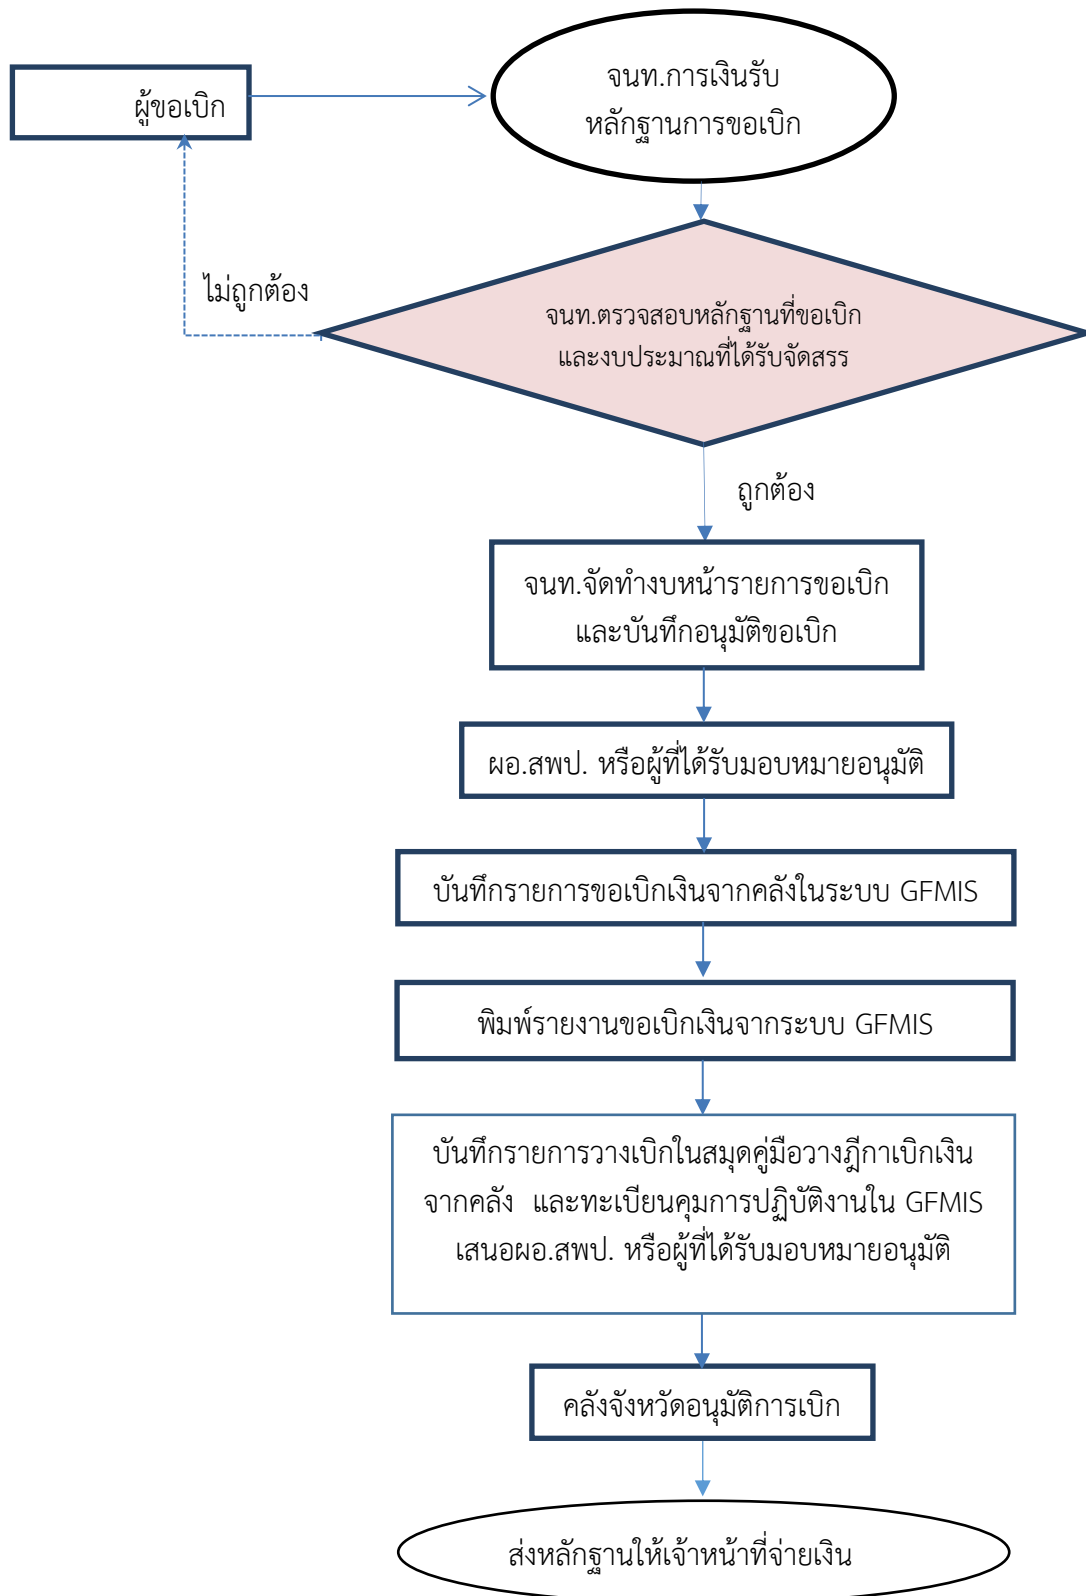 ผู้ขอเบิก
จนท.การเงินรับ
หลักฐานการขอเบิก
ไม่ถูกต้อง
จนท.ตรวจสอบหลักฐานที่ขอเบิก
และงบประมาณที่ได้รับจัดสรร
ถูกต้อง
จนท.จัดทำงบหน้ารายการขอเบิก
และบันทึกอนุมัติขอเบิก
ผอ.สพป. หรือผู้ที่ได้รับมอบหมายอนุมัติ
บันทึกรายการขอเบิกเงินจากคลังในระบบ GFMIS
พิมพ์รายงานขอเบิกเงินจากระบบ GFMIS
บันทึกรายการวางเบิกในสมุดคู่มือวางฎีกาเบิกเงิน
จากคลัง และทะเบียนคุมการปฏิบัติงานใน GFMIS
เสนอผอ.สพป. หรือผู้ที่ได้รับมอบหมายอนุมัติ
คลังจังหวัดอนุมัติการเบิก
ส่งหลักฐานให้เจ้าหน้าที่จ่ายเงิน